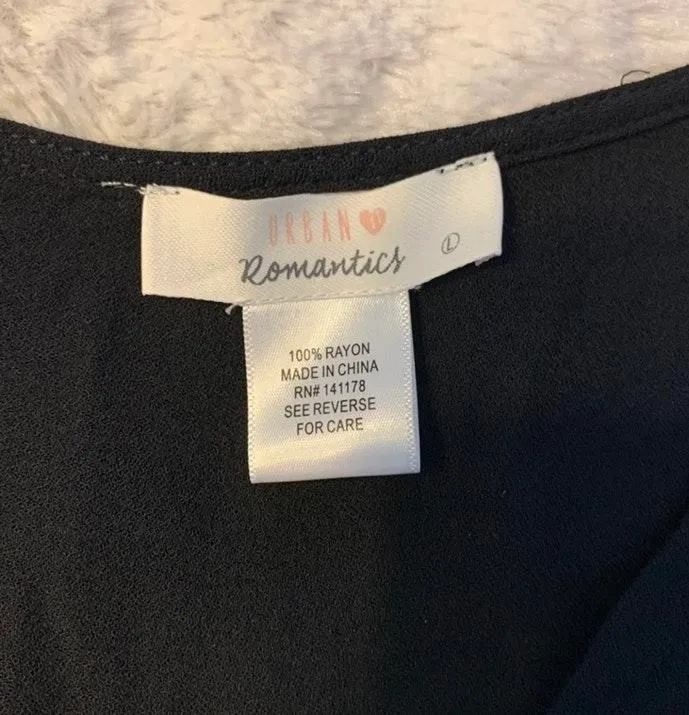 URBAN
Romantics
L
100% RAYON
MADE IN CHINA
RN# 141178
SEE REVERSE
FOR CARE